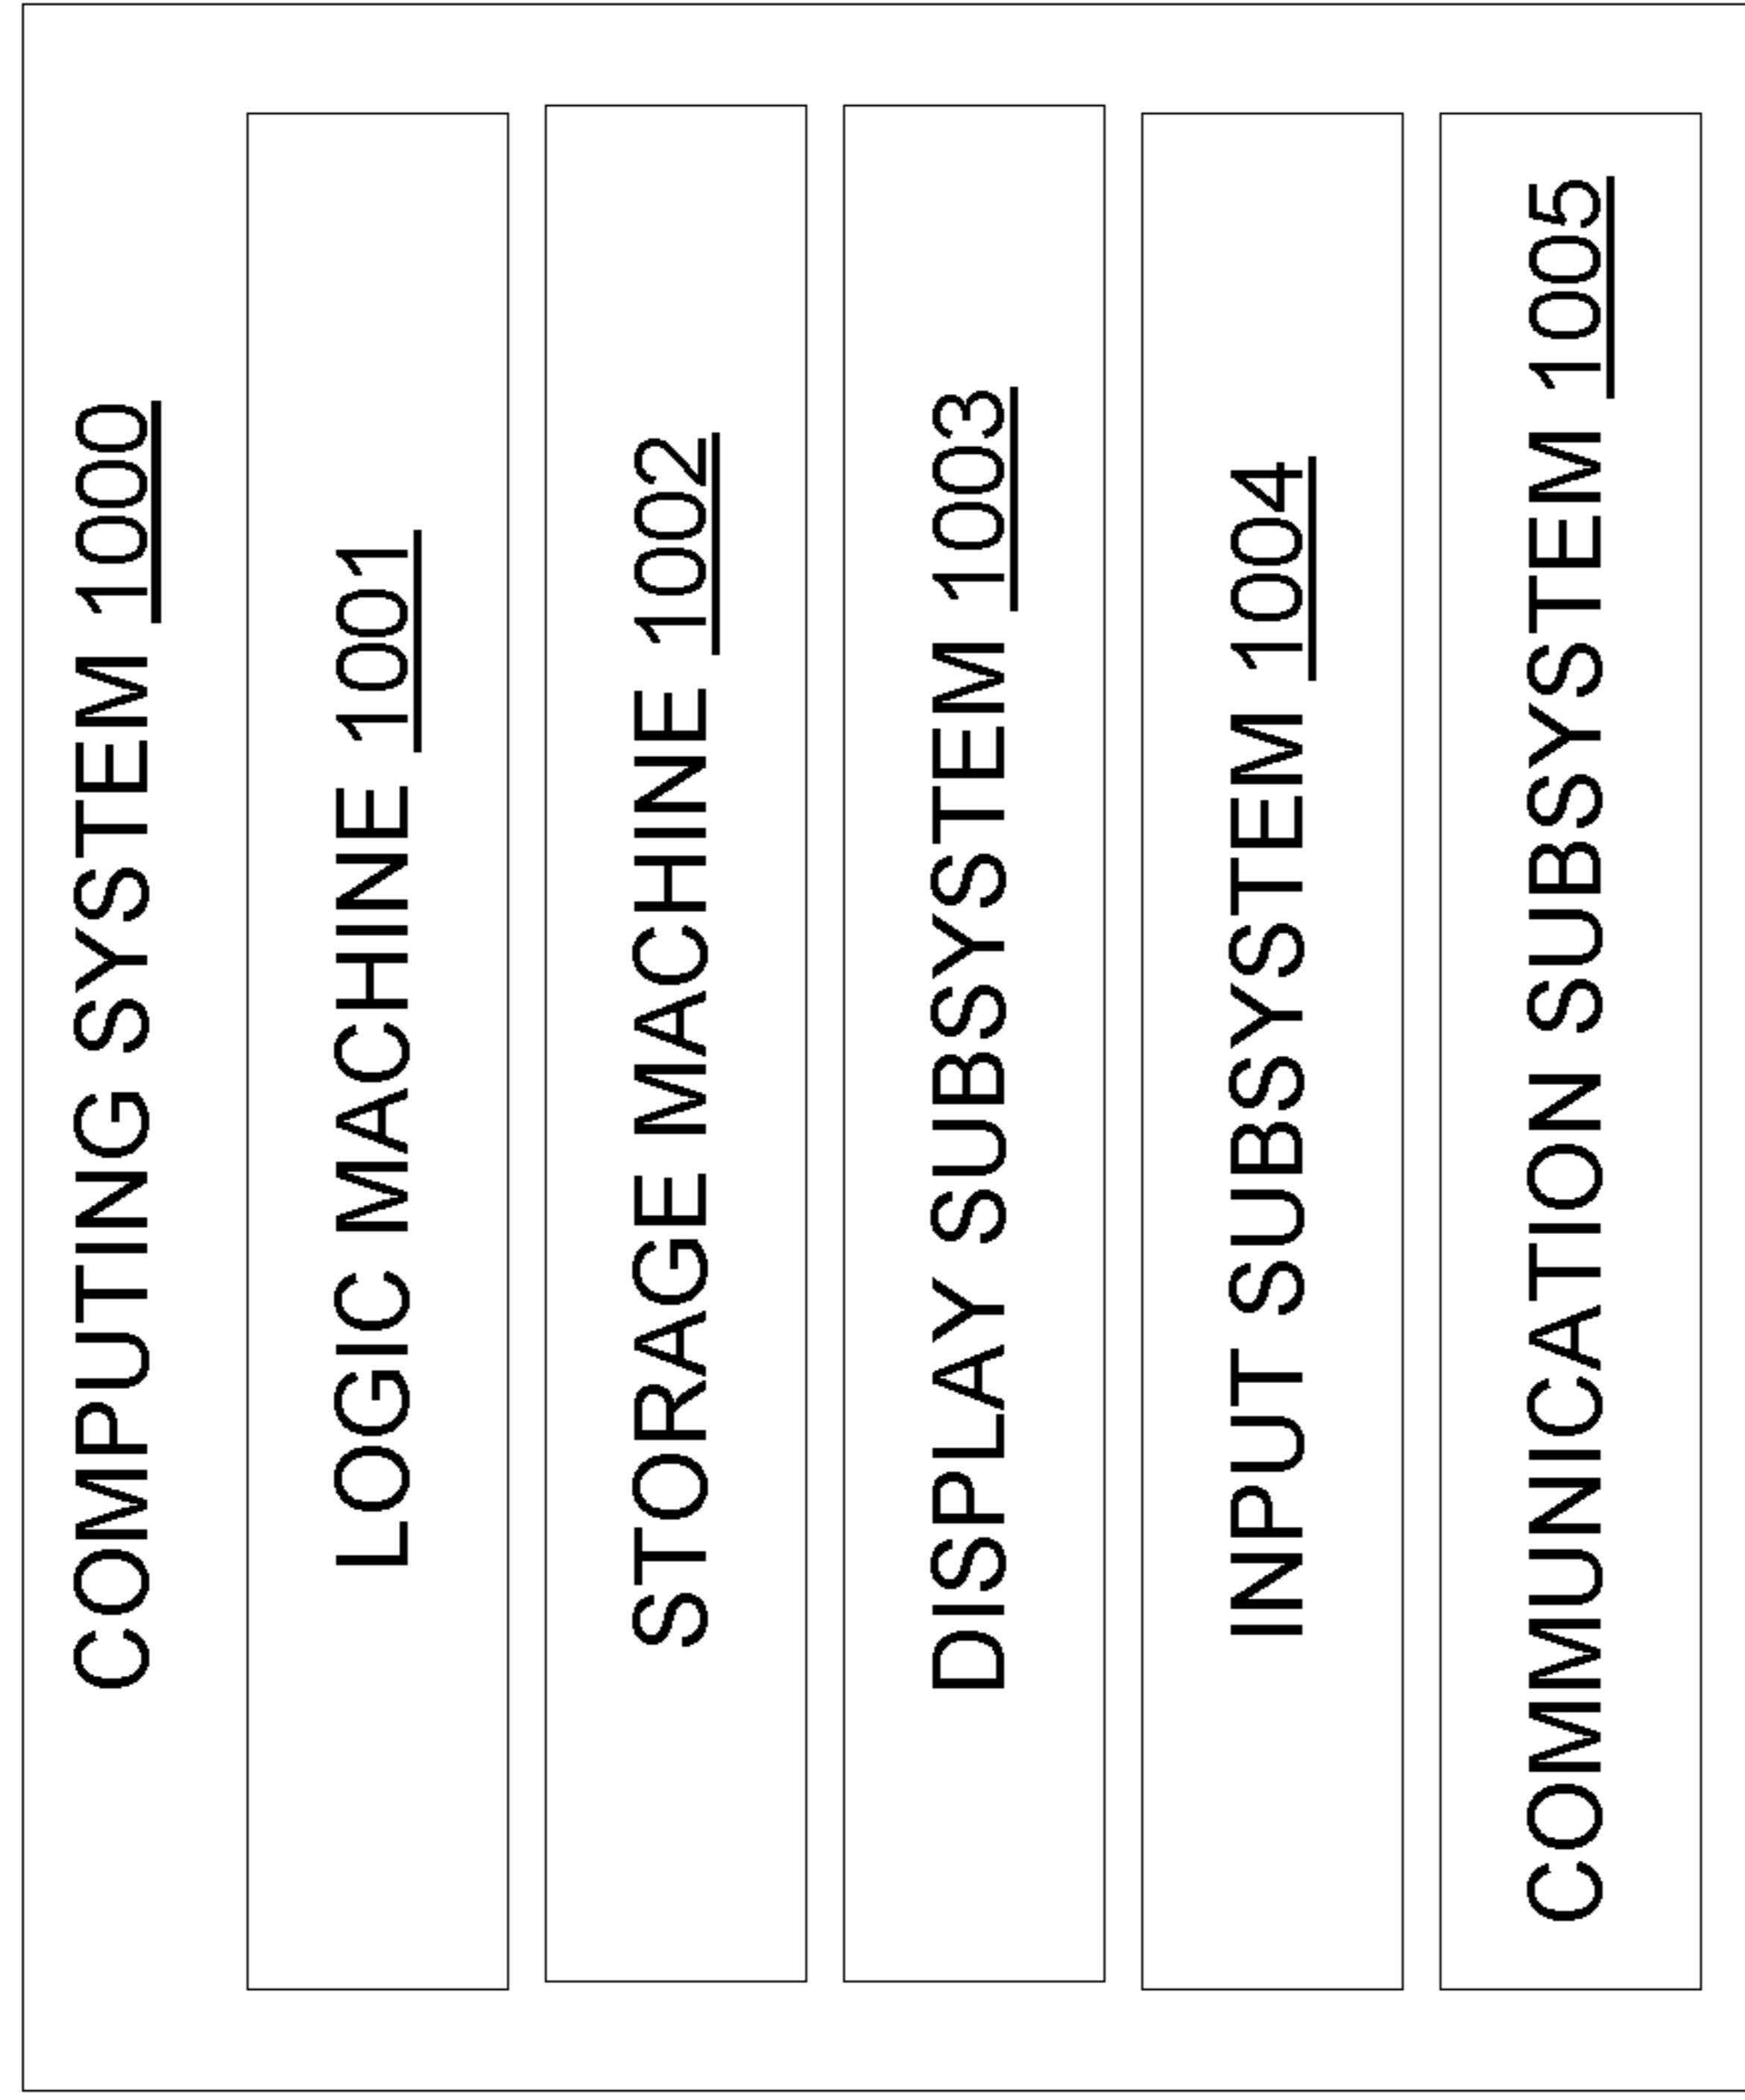 COMPUTING SYSTEM 1000
LOGIC MACHINE 1001
STORAGE MACHINE 1002
DISPLAY SUBSYSTEM 1003
INPUT SUBSYSTEM 1004
COMMUNICATION SUBSYSTEM 1005